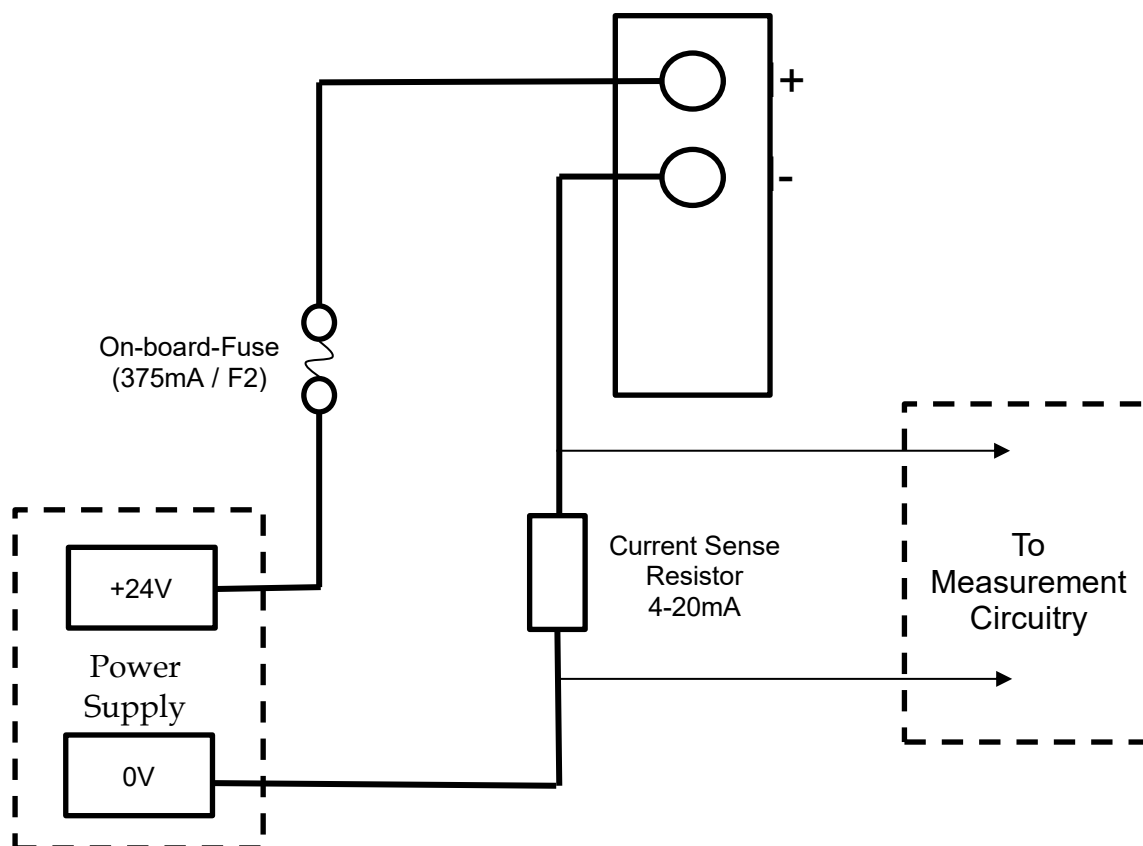 +
-
On-board-Fuse
(375mA / F2)
+24V
Power
Supply
0V
Current Sense
Resistor
4-20mA
To
Measurement
Circuitry